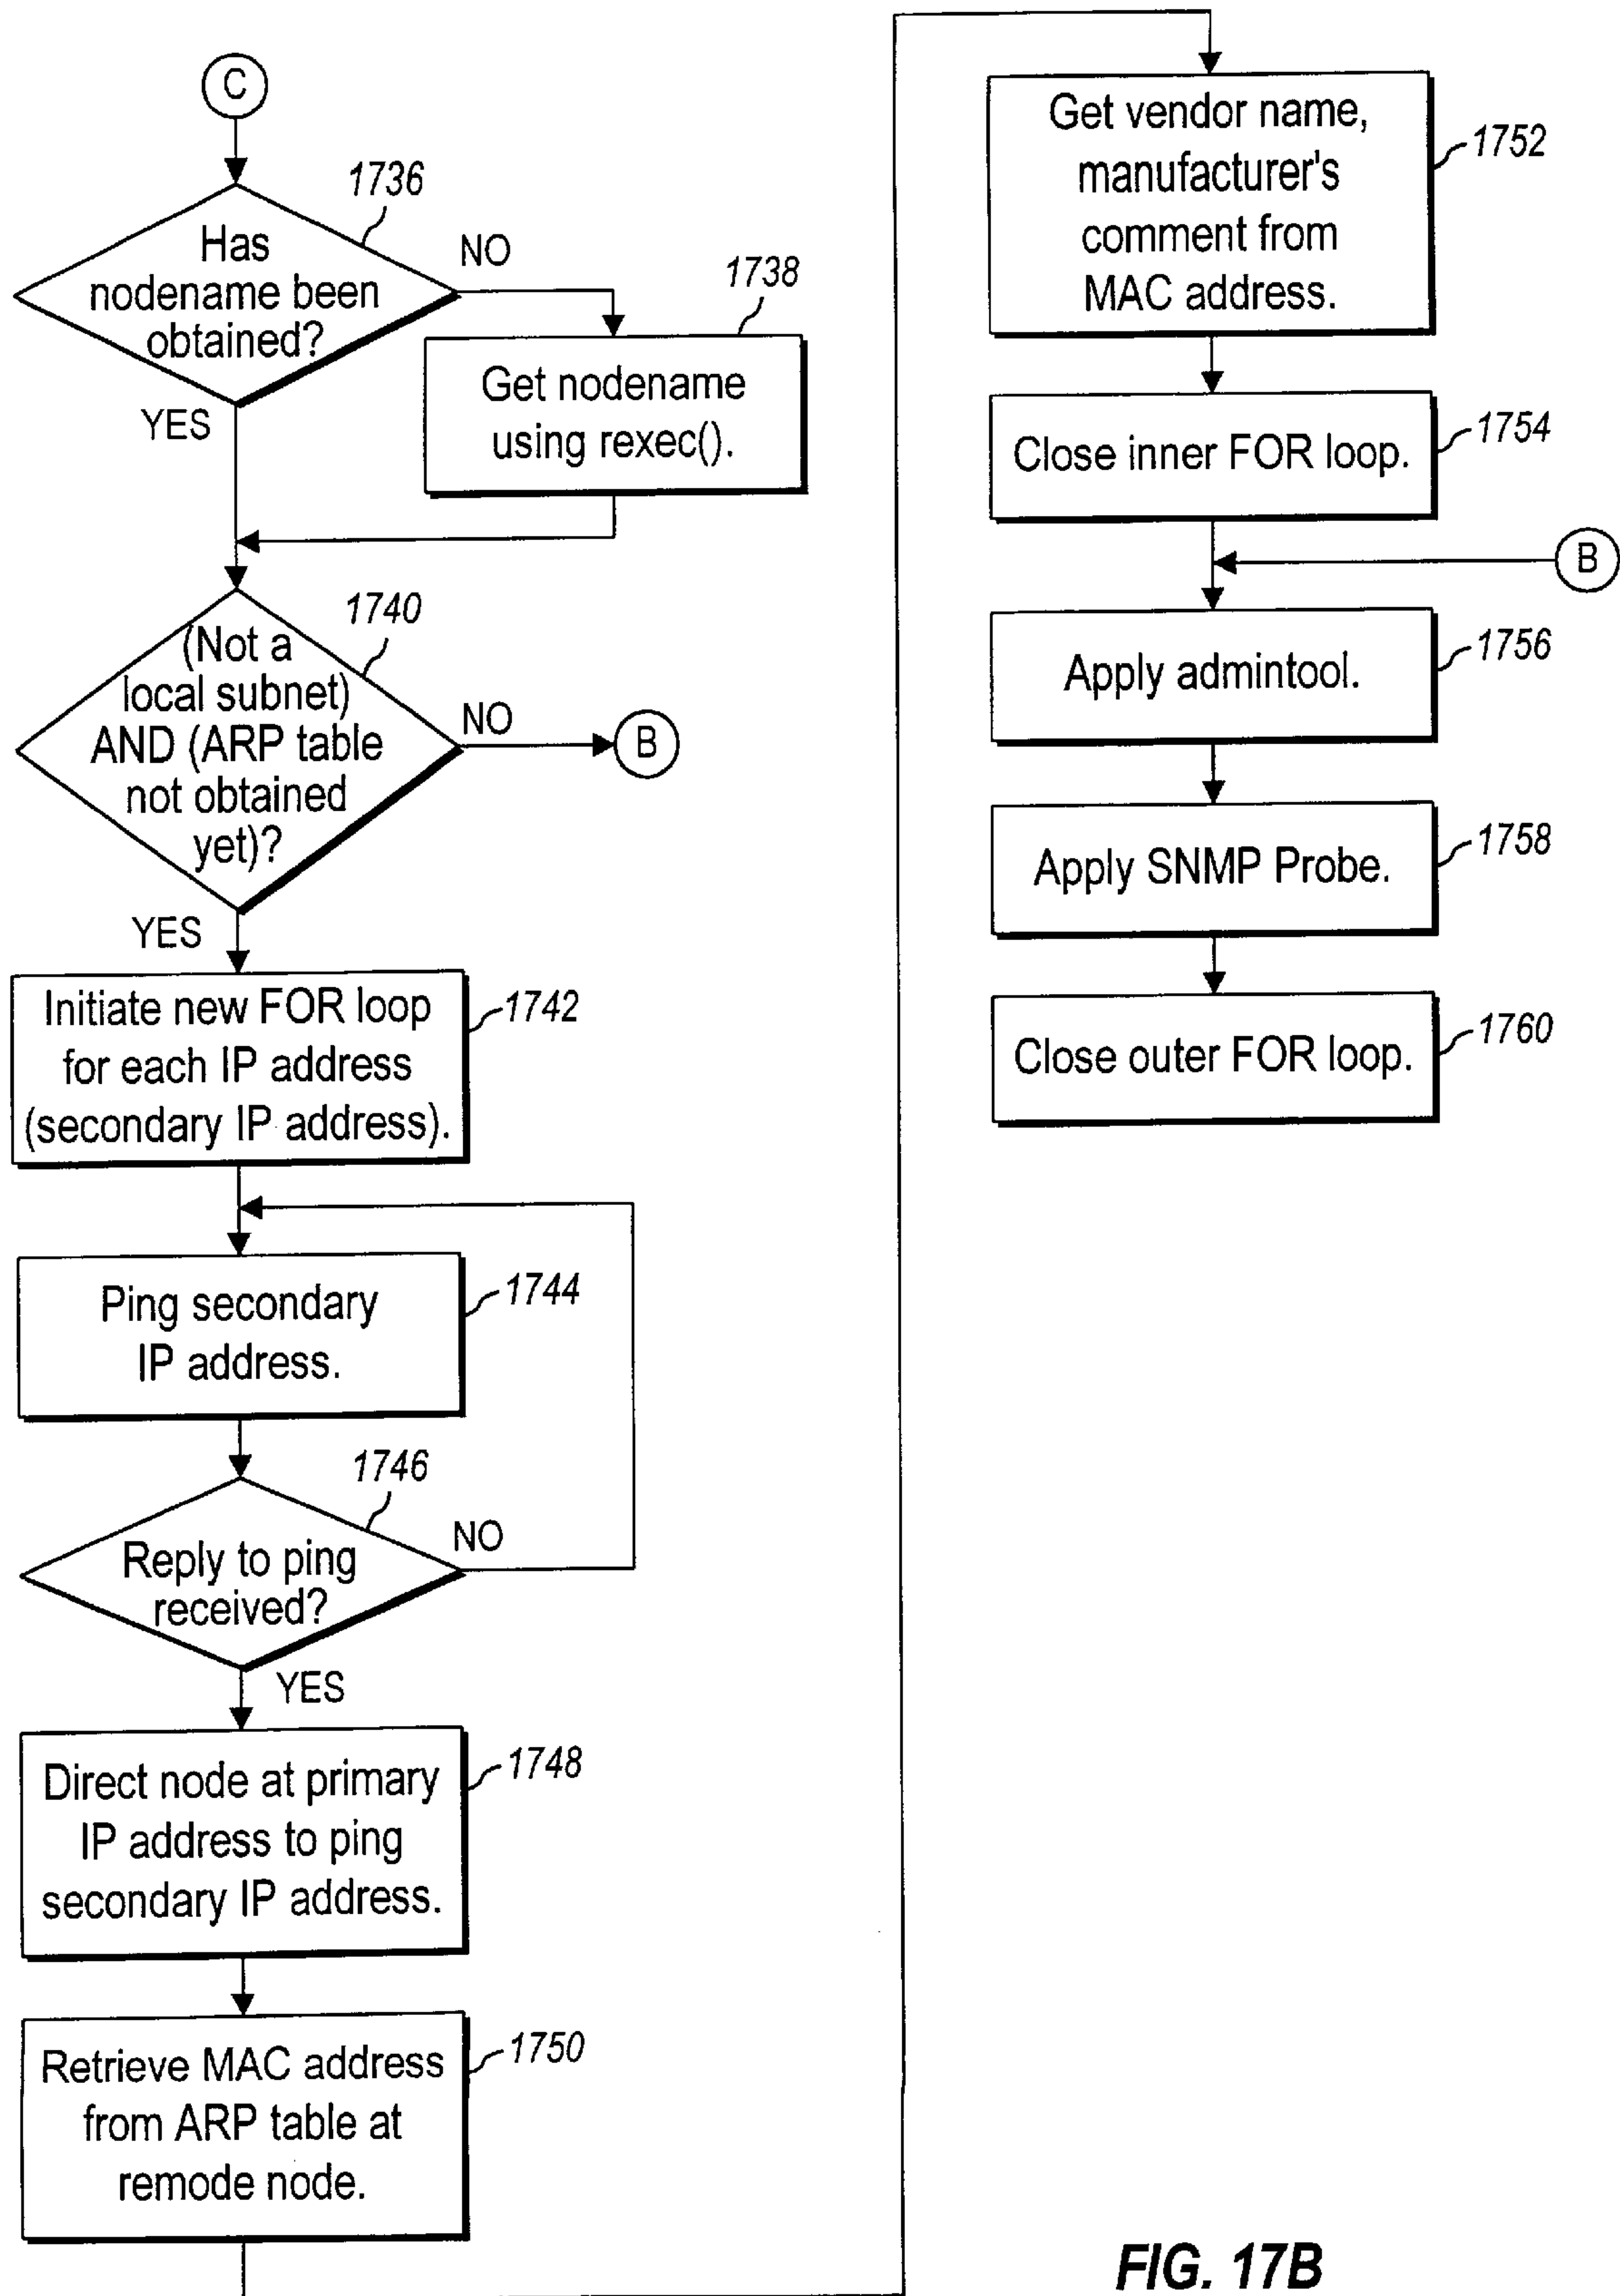 C
1736
Has
nodename been
obtained?
NO
YES
1738
Get nodename
using rexec().
1740
(Not a
local subnet)
AND (ARP table
not obtained
yet)?
NO
B
YES
Initiate new FOR loop
for each IP address
(secondary IP address).
1742
Ping secondary
IP address.
1744
1746
Reply to ping
received?
NO
YES
Direct node at primary
IP address to ping
secondary IP address.
1748
Retrieve MAC address
from ARP table at
remode node.
1750
Get vendor name,
manufacturer's
comment from
MAC address.
1752
Close inner FOR loop.
1754
B
Apply admintool.
1756
Apply SNMP Probe.
1758
Close outer FOR loop.
1760
FIG. 17B